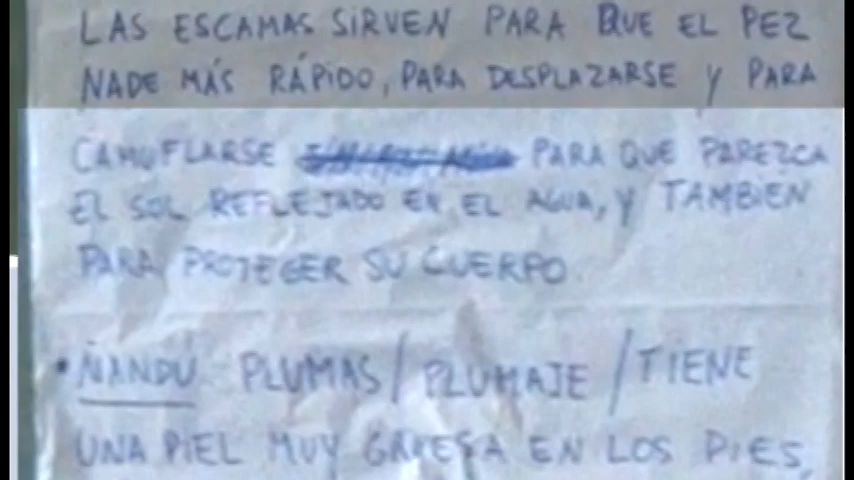 LAS ESCAMAS SIRVEN PARA QUE EL PEZ
NADE MÁS RÁPIDO, PARA DESPLAZARSE Y PARA
CAMUFLARSE PARA QUE PAREZCA
EL SOL REFLEJADO EN EL AGUA, Y TAMBIEN
PARA PROTEGER SU CUERPO
• ÑANDÚ PLUMAS / PLUMAJE / TIENE
UNA PIEL MUY GRUESA EN LOS PIES,